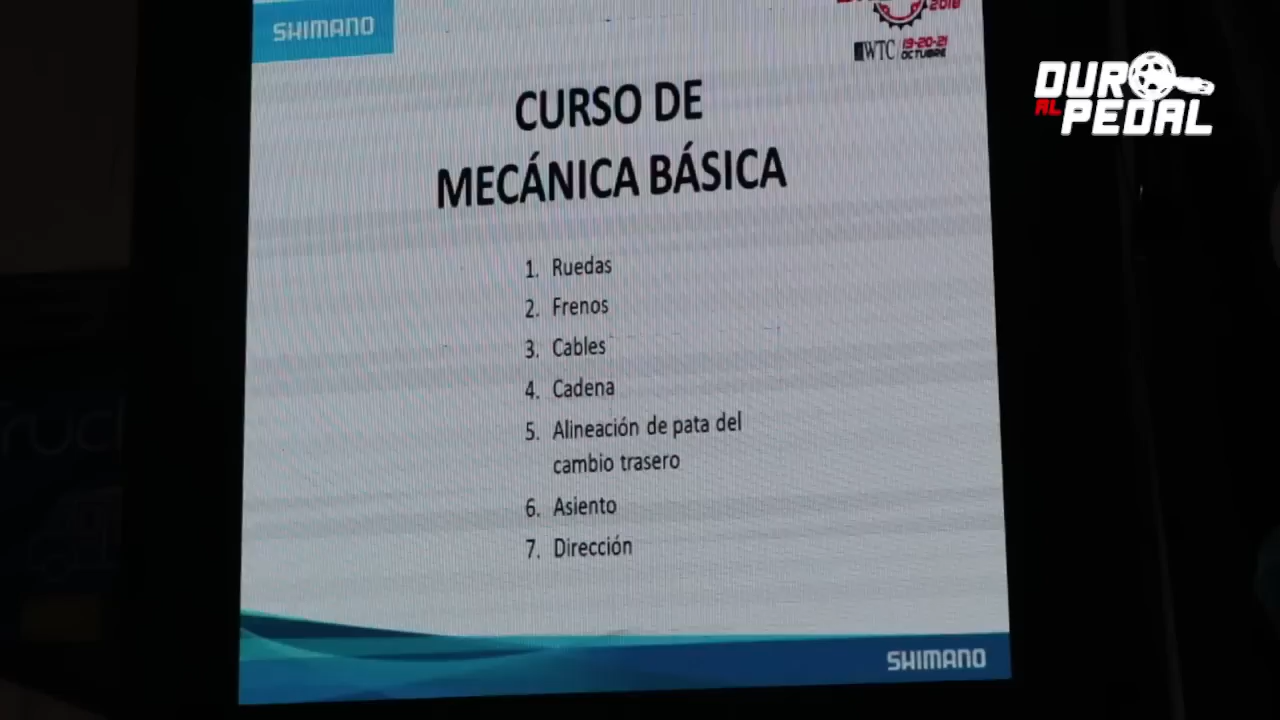 SHIMANO
2018
WTC 19-20-21
OCTUBRE
DURO
AL PEDAL
CURSO DE
MECÁNICA BÁSICA
1. Ruedas
2. Frenos
3. Cables
4. Cadena
5. Alineación de pata del
cambio trasero
6. Asiento
7. Dirección
SHIMANO